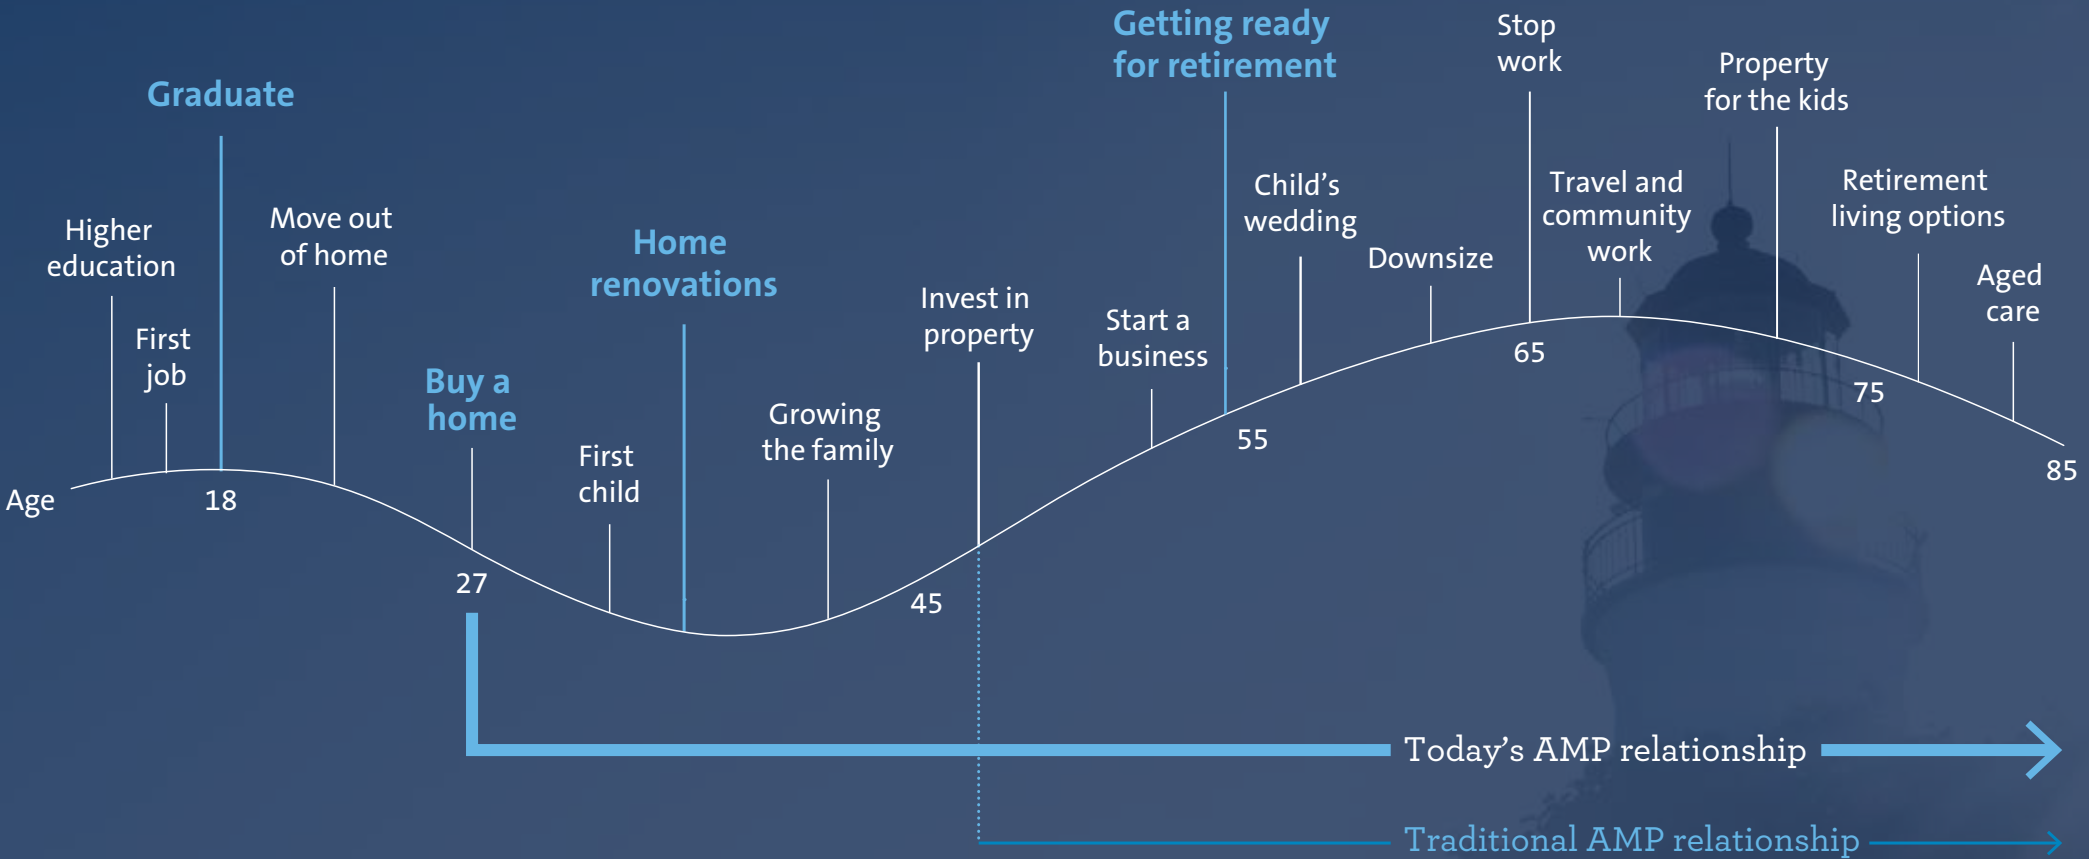 Graduate
Higher
education
First
job
Move out
of home
Buy a
home
First
child
Home
renovations
Growing
the family
Invest in
property
Start a
business
Getting ready
for retirement
Child’s
wedding
Downsize
Stop
work
Travel and
community
work
Property
for the kids
Retirement
living options
Aged
care
Age
18
27
45
55
65
75
85
Today’s AMP relationship
Traditional AMP relationship